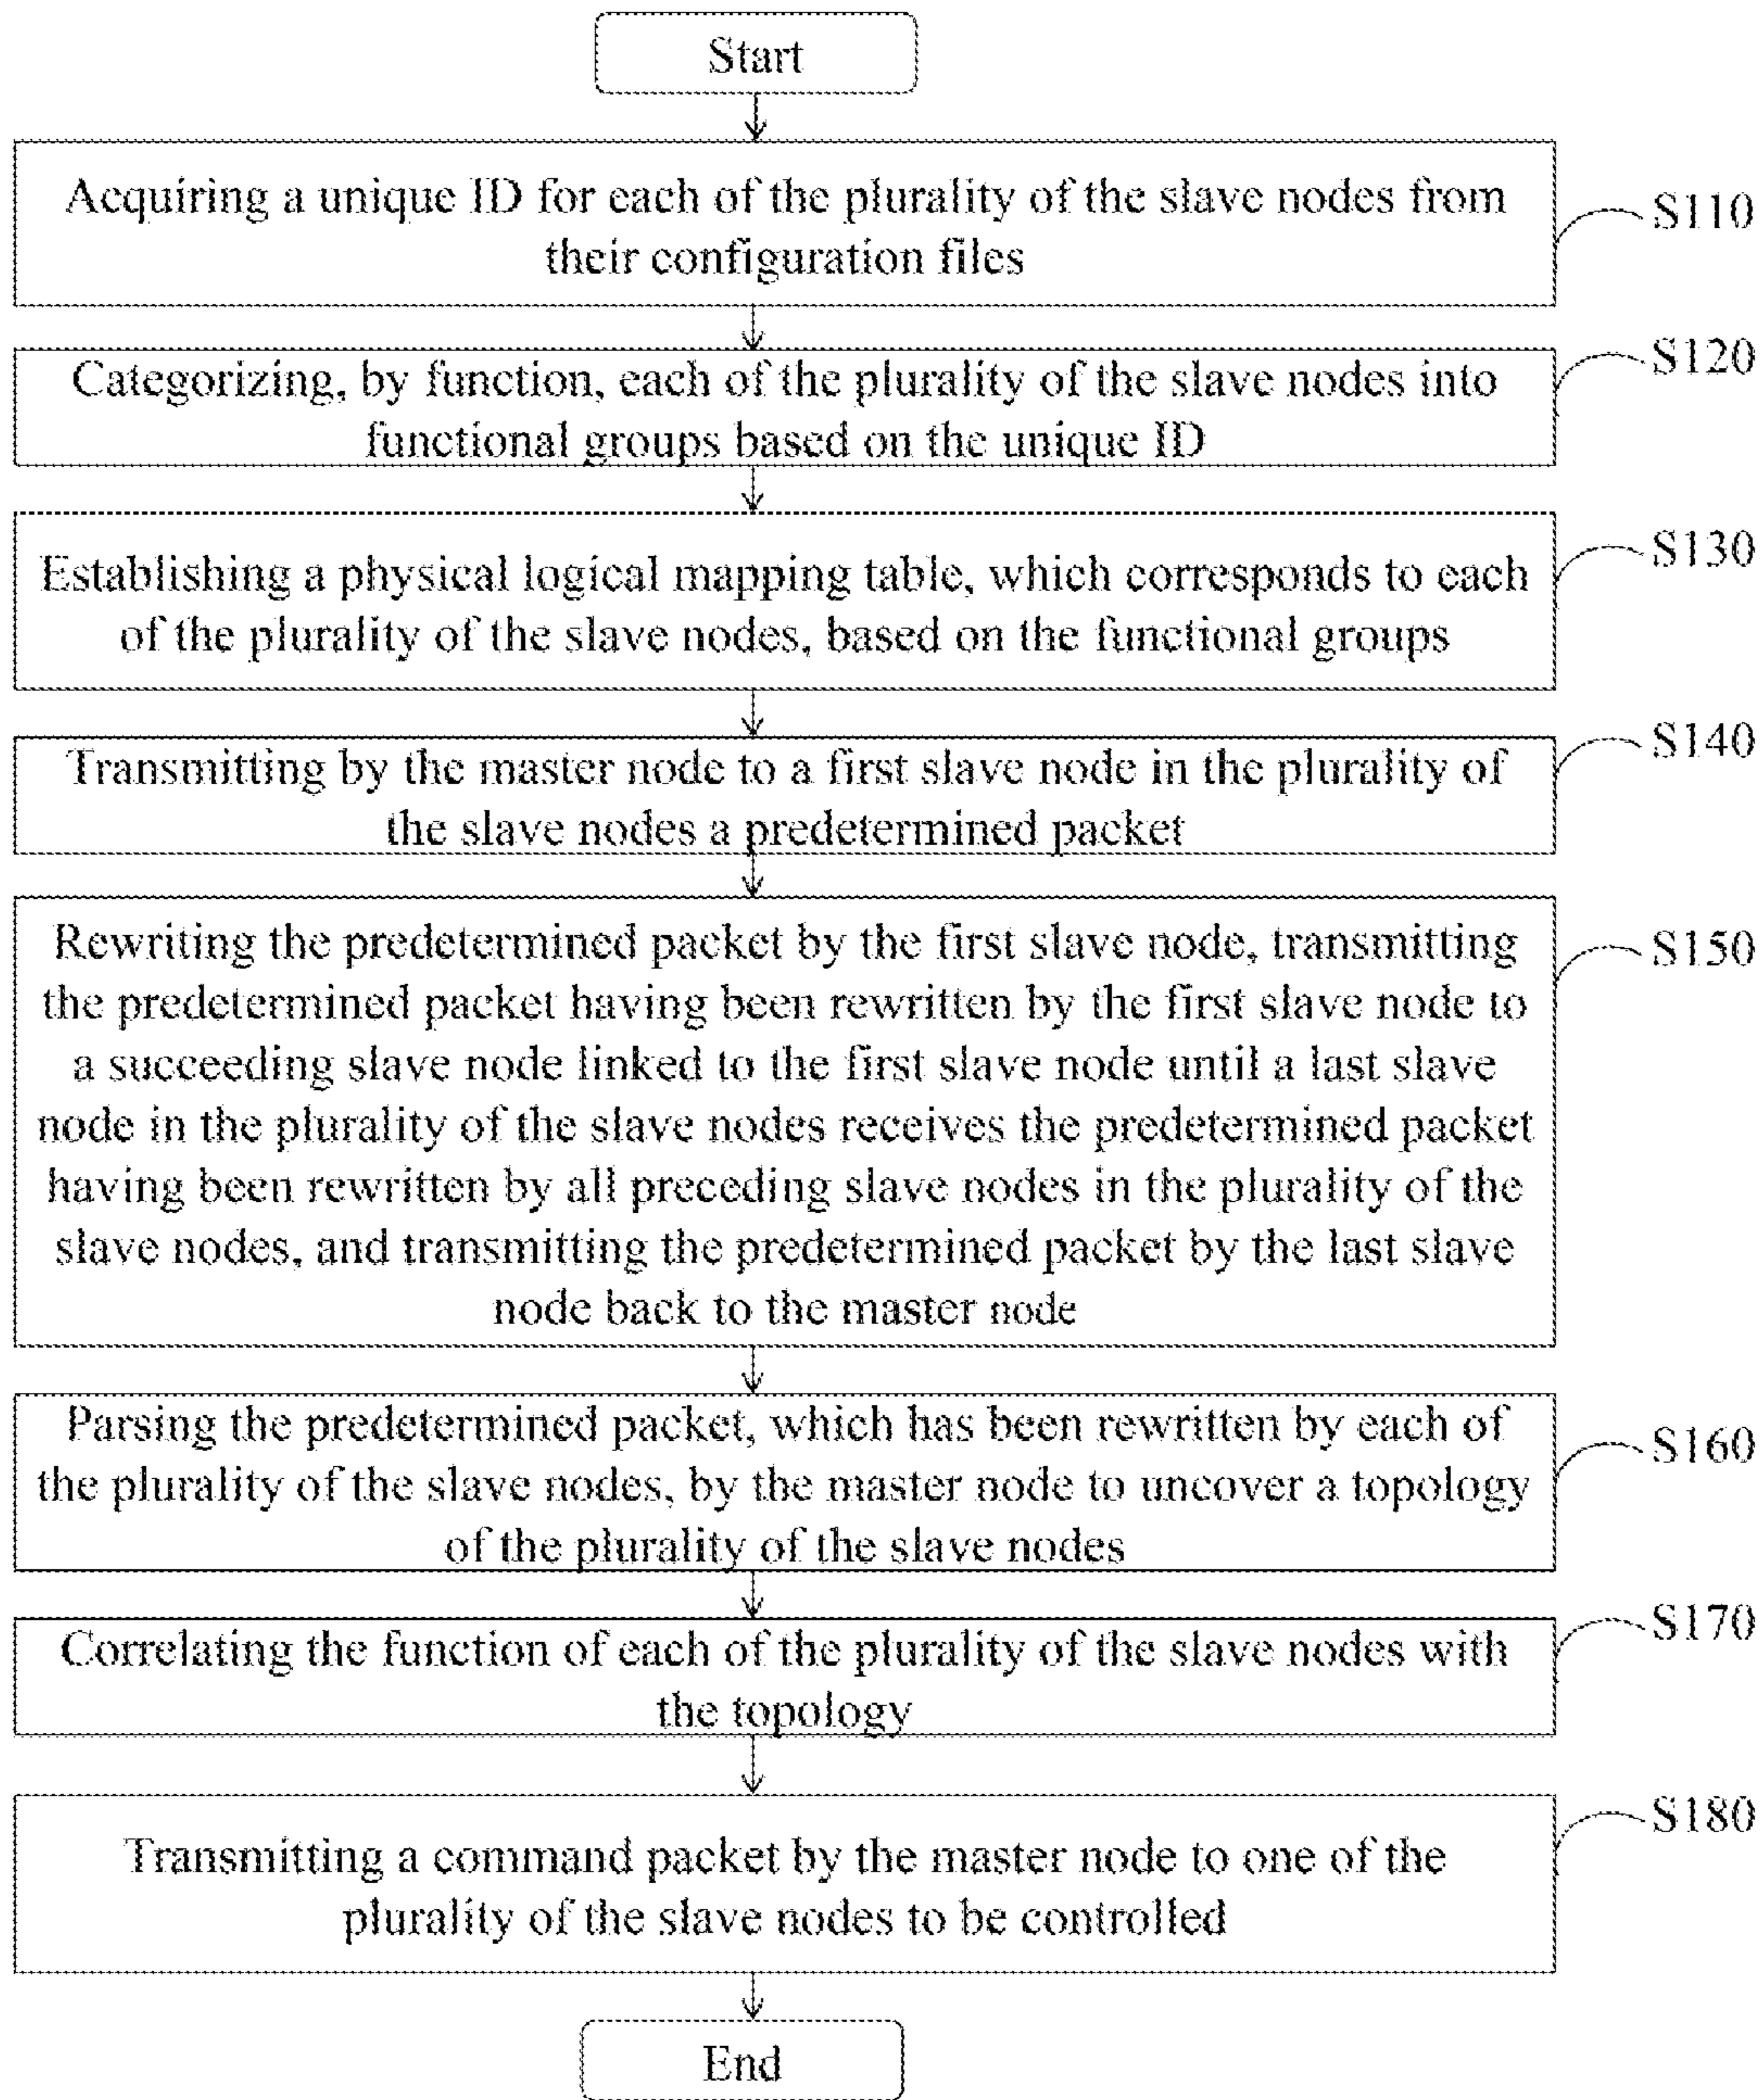 Start
Acquiring a unique ID for each of the plurality of the slave nodes from
their configuration files
S110
Categorizing, by function, each of the plurality of the slave nodes into
functional groups based on the unique ID
S120
Establishing a physical logical mapping table, which corresponds to each
of the plurality of the slave nodes, based on the functional groups
S130
Transmitting by the master node to a first slave node in the plurality of
the slave nodes a predetermined packet
S140
Rewriting the predetermined packet by the first slave node, transmitting
the predetermined packet having been rewritten by the first slave node to
a succeeding slave node linked to the first slave node until a last slave
node in the plurality of the slave nodes receives the predetermined packet
having been rewritten by all preceding slave nodes in the plurality of the
slave nodes, and transmitting the predetermined packet by the last slave
node back to the master node
S150
Parsing the predetermined packet, which has been rewritten by each of
the plurality of the slave nodes, by the master node to uncover a topology
of the plurality of the slave nodes
S160
Correlating the function of each of the plurality of the slave nodes with
the topology
S170
Transmitting a command packet by the master node to one of the
plurality of the slave nodes to be controlled
S180
End